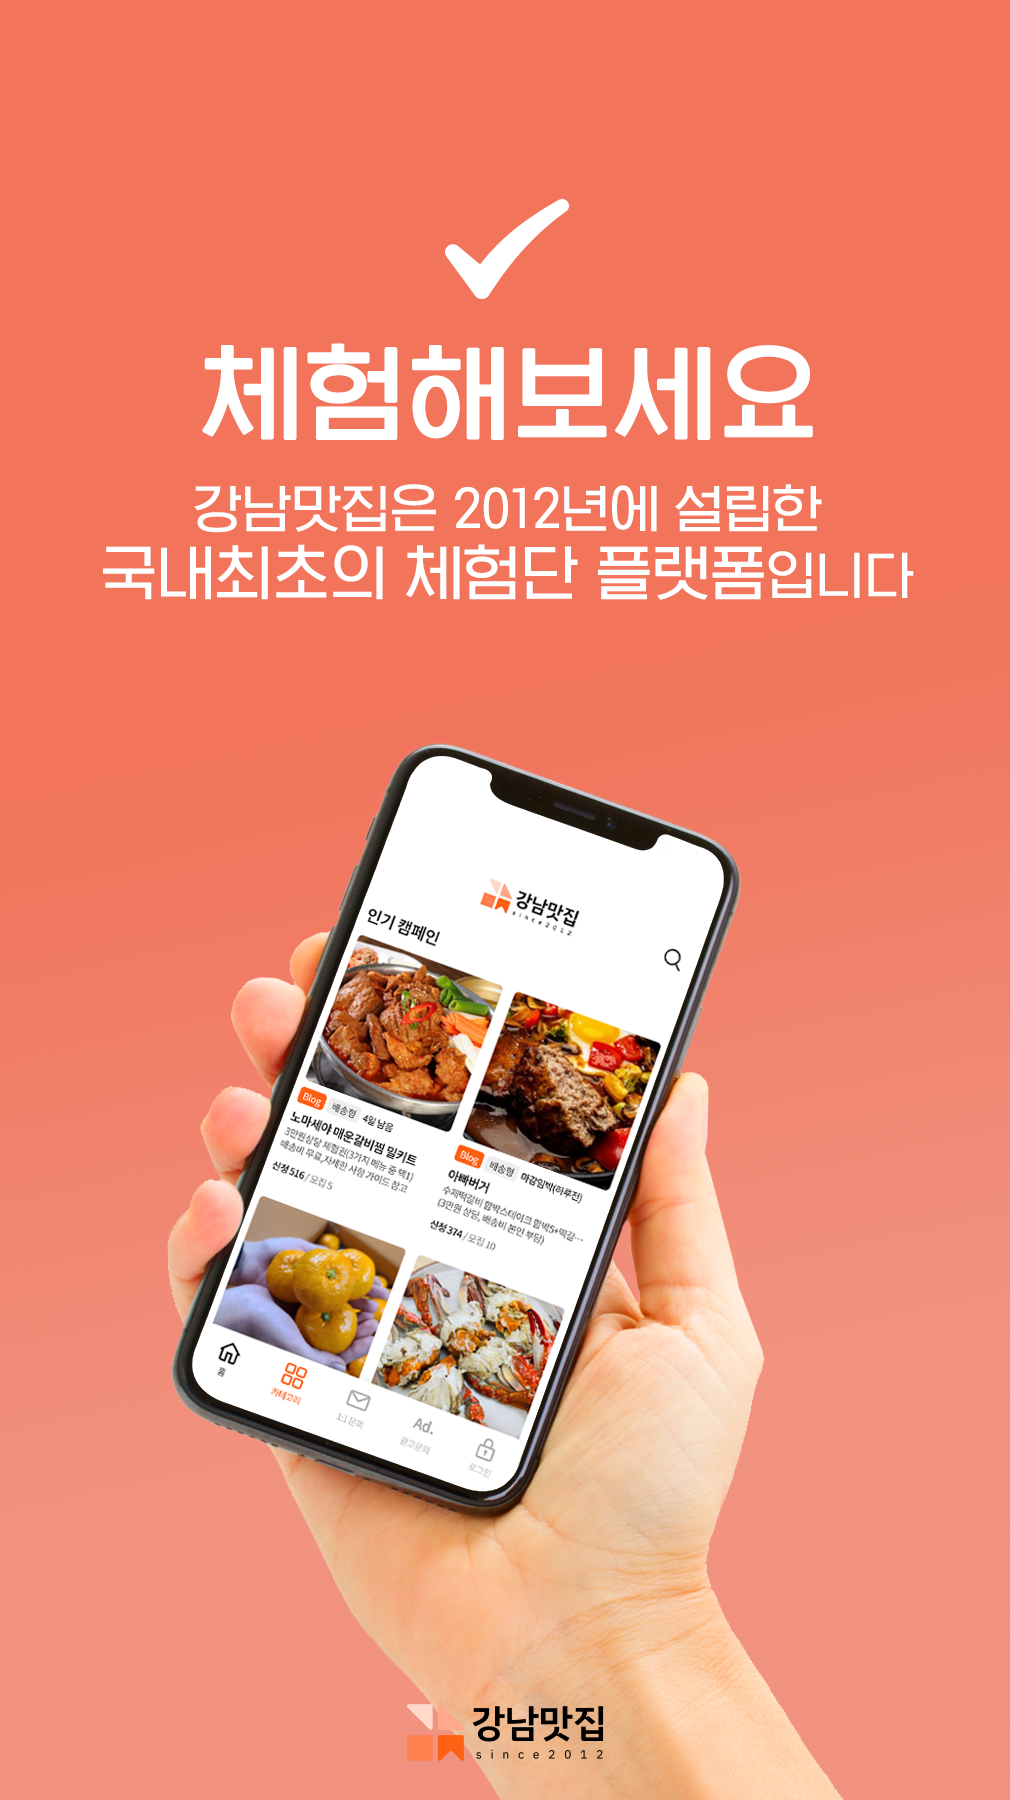 체험해보세요
강남맛집은 2012년에 설립한
국내최초의 체험단 플랫폼입니다
강남맛집
since2012
인기 캠페인
Blog 배송형 4일 남음
노마세야 매운갈비찜 밀키트
3만원상당 체험권(3가지 메뉴 중 택1)
배송비 무료,자세한 사항 가이드 참고
신청 516 / 모집 5
Blog 배송형 마감임박(하루전)
아빠버거
수제떡갈비 함박스테이크 함박5+떡갈…
(3만원 상당, 배송비 본인 부담)
신청 374 / 모집 10
홈
카테고리
1:1 문의
Ad.
광고문의
로그인
강남맛집
since2012